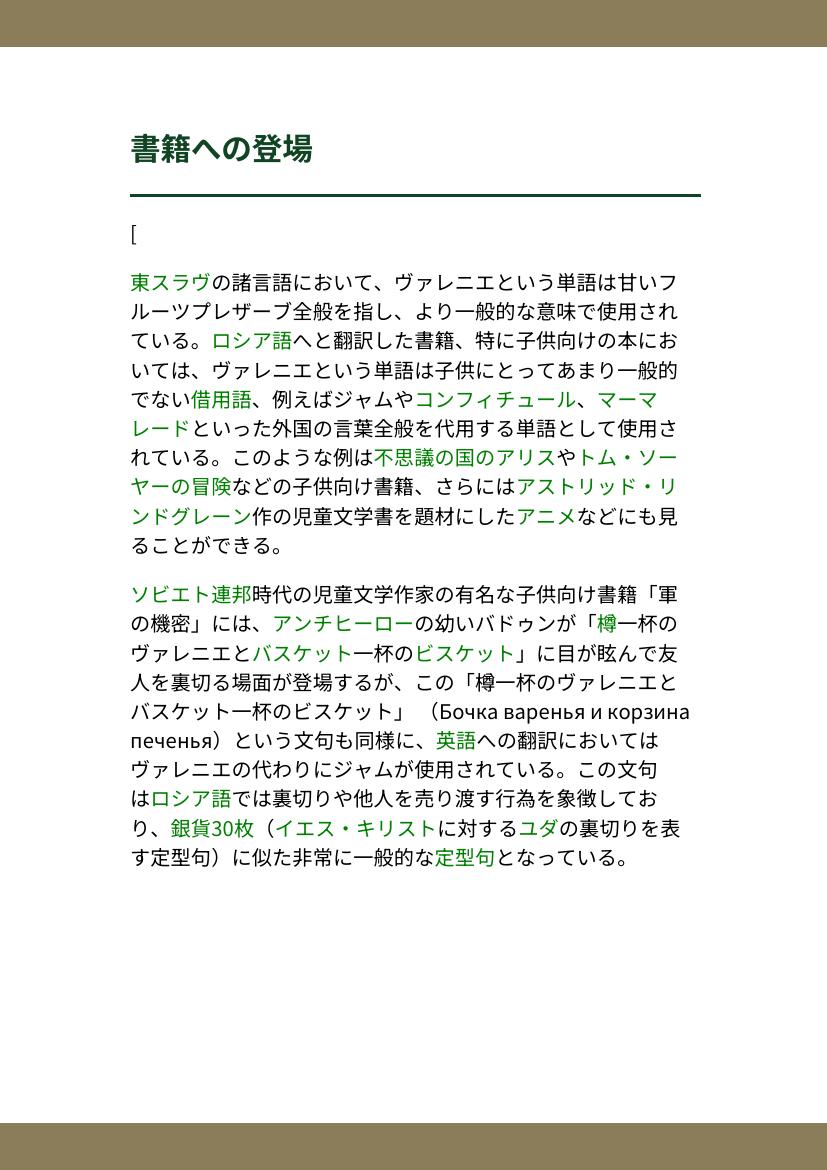 書籍への登場
[
東スラヴの諸言語において、ヴァレニエという単語は甘いフ
ルーツプレザーブ全般を指し、より一般的な意味で使用され
ている。ロシア語へと翻訳した書籍、特に子供向けの本にお
いては、ヴァレニエという単語は子供にとってあまり一般的
でない借用語、例えばジャムやコンフィチュール、マーマ
レードといった外国の言葉全般を代用する単語として使用さ
れている。このような例は不思議の国のアリスやトム・ソー
ヤーの冒険などの子供向け書籍、さらにはアストリッド・リ
ンドグレーン作の児童文学書を題材にしたアニメなどにも見
ることができる。
ソビエト連邦時代の児童文学作家の有名な子供向け書籍「軍
の機密」には、アンチヒーローの幼いバドゥンが「樽一杯の
ヴァレニエとバスケット一杯のビスケット」に目が眩んで友
人を裏切る場面が登場するが、この「樽一杯のヴァレニエと
バスケット一杯のビスケット」 （Бочка варенья и корзина
печенья）という文句も同様に、英語への翻訳においては
ヴァレニエの代わりにジャムが使用されている。この文句
はロシア語では裏切りや他人を売り渡す行為を象徴してお
り、銀貨30枚（イエス・キリストに対するユダの裏切りを表
す定型句）に似た非常に一般的な定型句となっている。